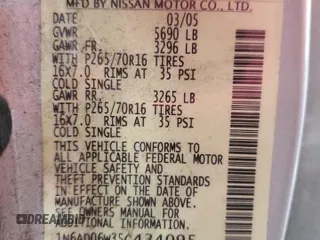 MFD BY NISSAN MOTOR CO., LTD.
DATE 03/05
GVWR 5690 LB
GAWR FR. 3296 LB
WITH P265/70R16 TIRES
16X7.0 RIMS AT 35 PSI
COLD SINGLE
GAWR RR 3265 LB
WITH P265/70R16 TIRES
16X7.0 RIMS AT 35 PSI
COLD SINGLE
THIS VEHICLE CONFORMS TO ALL
APPLICABLE FEDERAL MOTOR
VEHICLE SAFETY AND
THEFT PREVENTION STANDARDS
IN EFFECT ON THE DATE OF
MANUFACTURE SHOWN ABOVE
SEE OWNERS MANUAL FOR
ADDITIONAL
DREAMBID